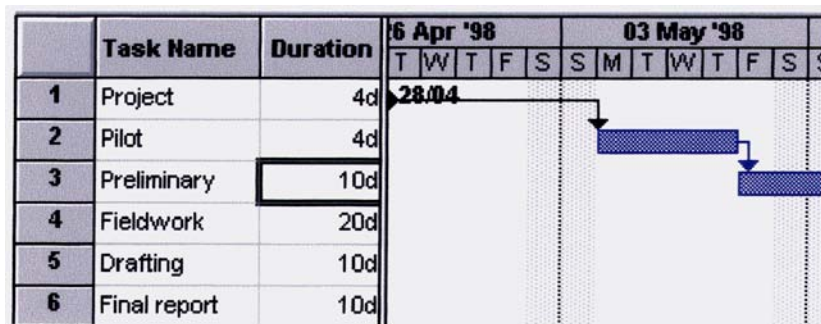 Task Name Duration 6 Apr '98 03 May '98
T W T F S S M T W T F S
1 Project 4d 28/04
2 Pilot 4d
3 Preliminary 10d
4 Fieldwork 20d
5 Drafting 10d
6 Final report 10d